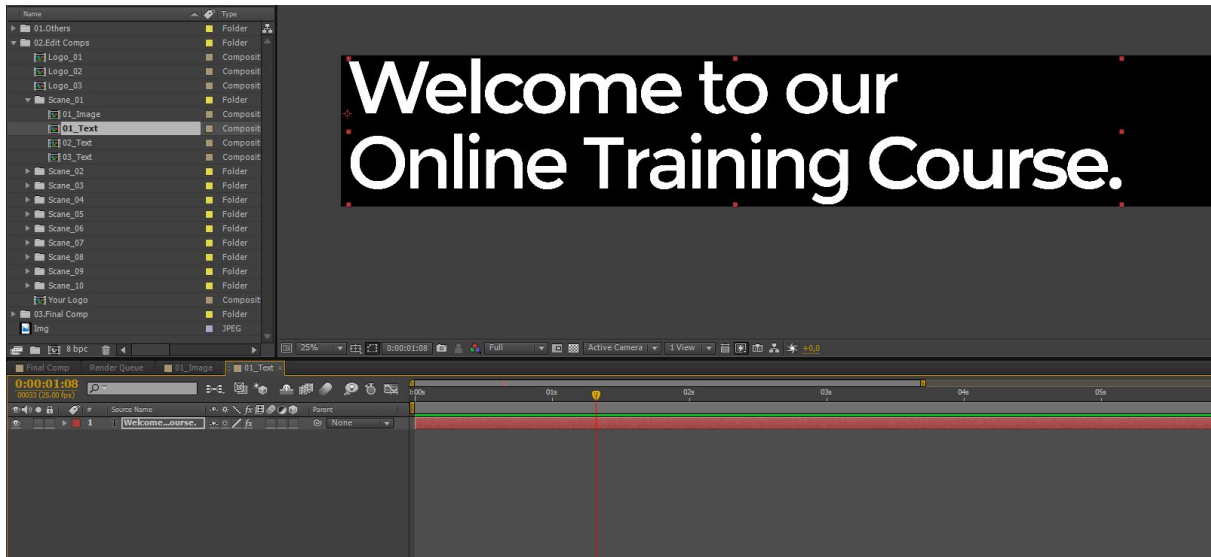 Name Type
01.Others Folder
02.Edit Comps Folder
Logo_01 Composit
Logo_02 Composit
Logo_03 Composit
Scane_01 Folder
01_Image Composit
01_Text Composit
02_Text Composit
03_Text Composit
Scane_02 Folder
Scane_03 Folder
Scane_04 Folder
Scane_05 Folder
Scane_06 Folder
Scane_07 Folder
Scane_08 Folder
Scane_09 Folder
Scane_10 Folder
Your Logo Composit
03.Final Comp Folder
Img JPEG
8 bpc
Welcome to our
Online Training Course.
25% 0:00:01:08 Full Active Camera 1 View +0,0
Final Comp Render Queue 01_Image 01_Text
0:00:01:08
00033 (25.00 fps)
:00s 01s 02s 03s 04s 05s
# Source Name fx Parent
1 T Welcome...ourse. fx None